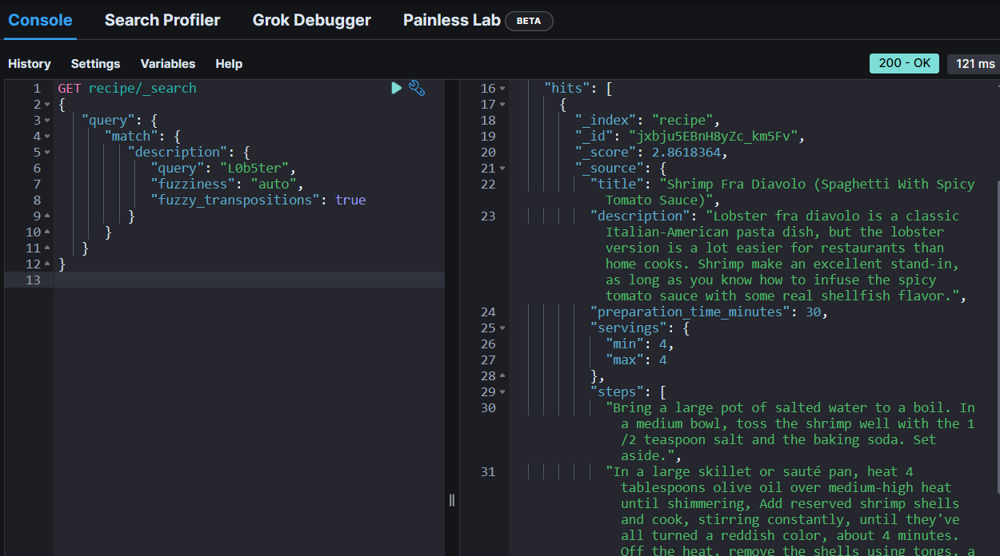 Console Search Profiler Grok Debugger Painless Lab BETA
History Settings Variables Help 200 - OK 121 ms
1 GET recipe/_search
2 {
3 "query": {
4 "match": {
5 "description": {
6 "query": "L0b5ter",
7 "fuzziness": "auto",
8 "fuzzy_transpositions": true
9 }
10 }
11 }
12 }
13
16 "hits": [
17 {
18 "_index": "recipe",
19 "_id": "jxbju5EBnH8yZc_km5Fv",
20 "_score": 2.8618364,
21 "_source": {
22 "title": "Shrimp Fra Diavolo (Spaghetti With Spicy
Tomato Sauce)",
23 "description": "Lobster fra diavolo is a classic
Italian-American pasta dish, but the lobster
version is a lot easier for restaurants than
home cooks. Shrimp make an excellent stand-in,
as long as you know how to infuse the spicy
tomato sauce with some real shellfish flavor.",
24 "preparation_time_minutes": 30,
25 "servings": {
26 "min": 4,
27 "max": 4
28 },
29 "steps": [
30 "Bring a large pot of salted water to a boil. In
a medium bowl, toss the shrimp well with the 1
/2 teaspoon salt and the baking soda. Set
aside.",
31 "In a large skillet or sauté pan, heat 4
tablespoons olive oil over medium-high heat
until shimmering, Add reserved shrimp shells
and cook, stirring constantly, until they've
all turned a reddish color, about 4 minutes.
Off the heat, remove the shells using tongs, a